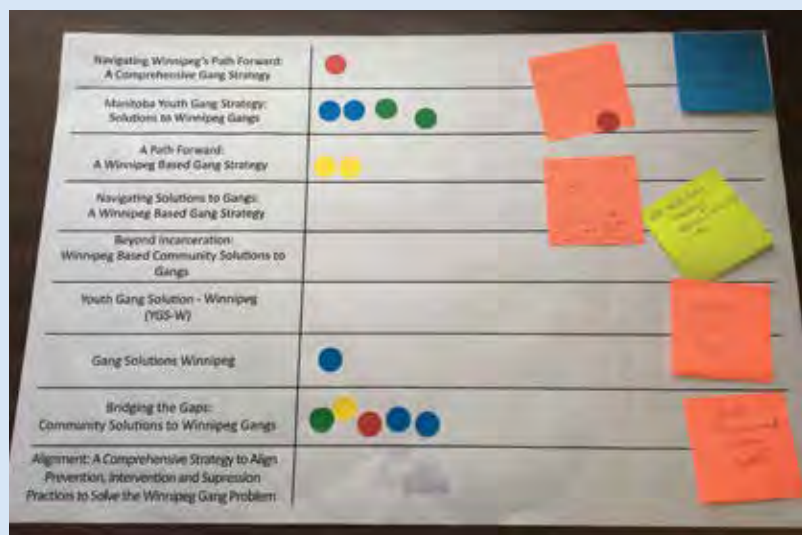 Navigating Winnipeg's Path Forward:
A Comprehensive Gang Strategy
Manitoba Youth Gang Strategy:
Solutions to Winnipeg Gangs
A Path Forward:
A Winnipeg Based Gang Strategy
Navigating Solutions to Gangs:
A Winnipeg Based Gang Strategy
Beyond Incarceration:
Winnipeg Based Community Solutions to
Gangs
Youth Gang Solution - Winnipeg
(YGS-W)
Gang Solutions Winnipeg
Bridging the Gaps:
Community Solutions to Winnipeg Gangs
Alignment: A Comprehensive Strategy to Align
Prevention, Intervention and Supression
Practices to Solve the Winnipeg Gang Problem